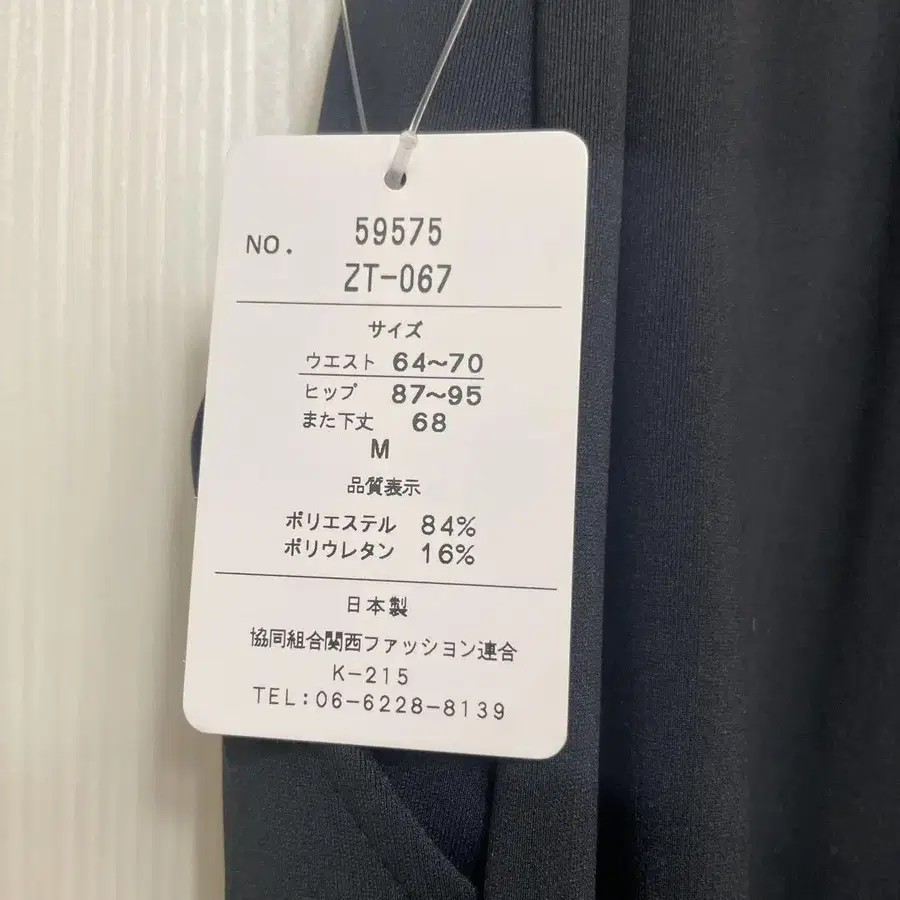 NO. 59575
ZT-067
サイズ
ウエスト 64〜70
ヒップ 87〜95
また下丈 68
M
品質表示
ポリエステル 84%
ポリウレタン 16%
日本製
協同組合関西ファッション連合
K-215
TEL:06-6228-8139